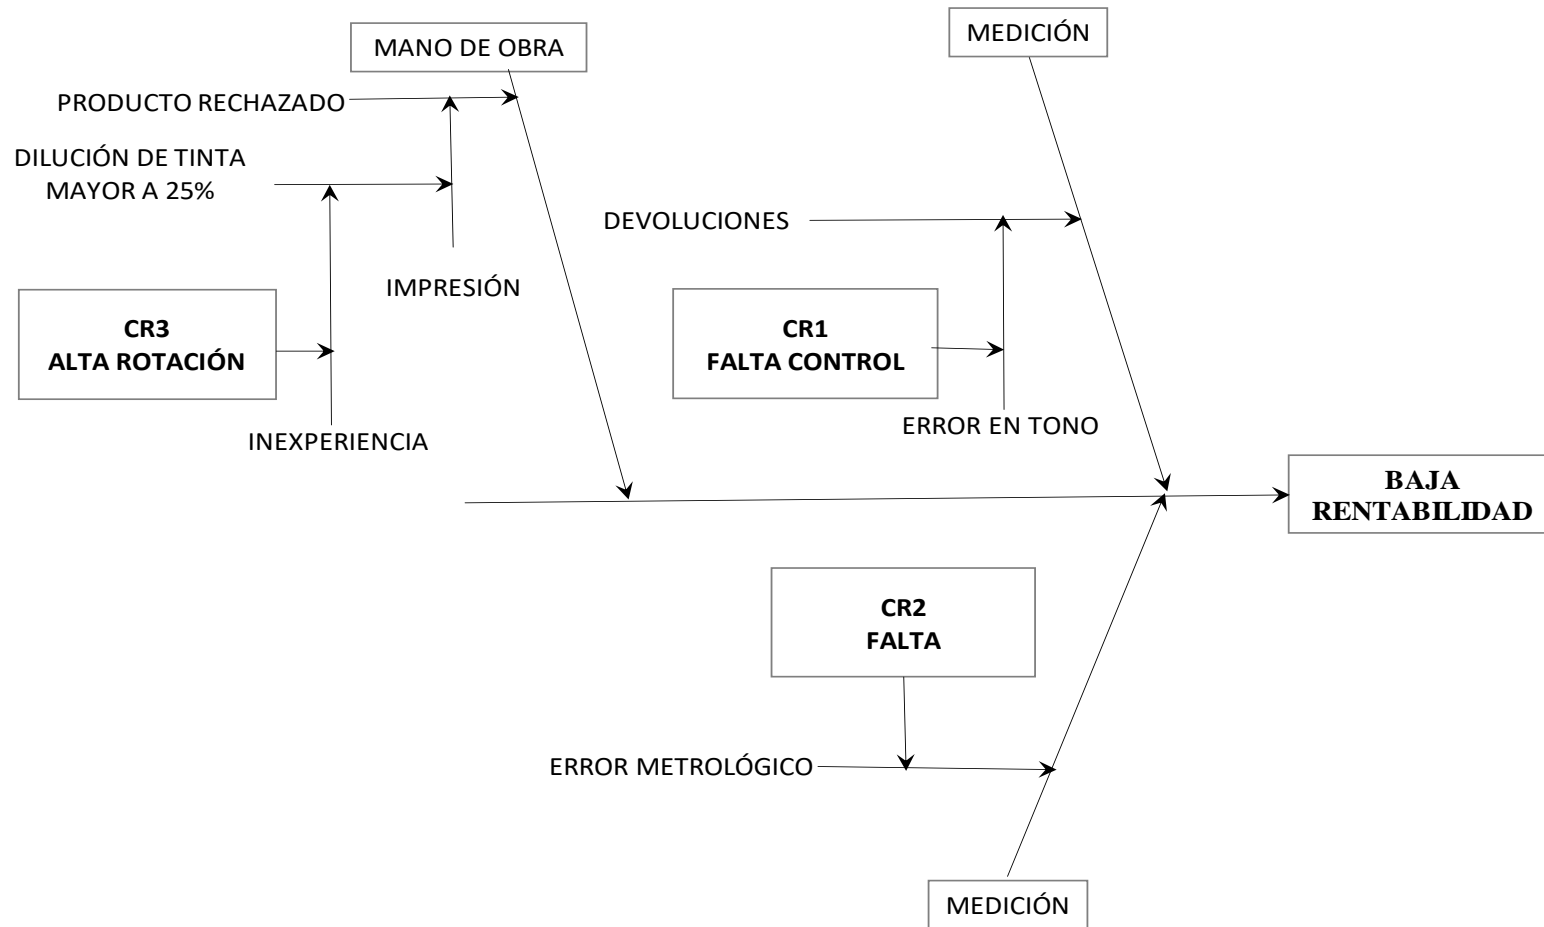 MANO DE OBRA
MEDICIÓN
PRODUCTO RECHAZADO
DILUCIÓN DE TINTA
MAYOR A 25%
DEVOLUCIONES
IMPRESIÓN
CR3
ALTA ROTACIÓN
CR1
FALTA CONTROL
ERROR EN TONO
INEXPERIENCIA
BAJA
RENTABILIDAD
CR2
FALTA
ERROR METROLÓGICO
MEDICIÓN